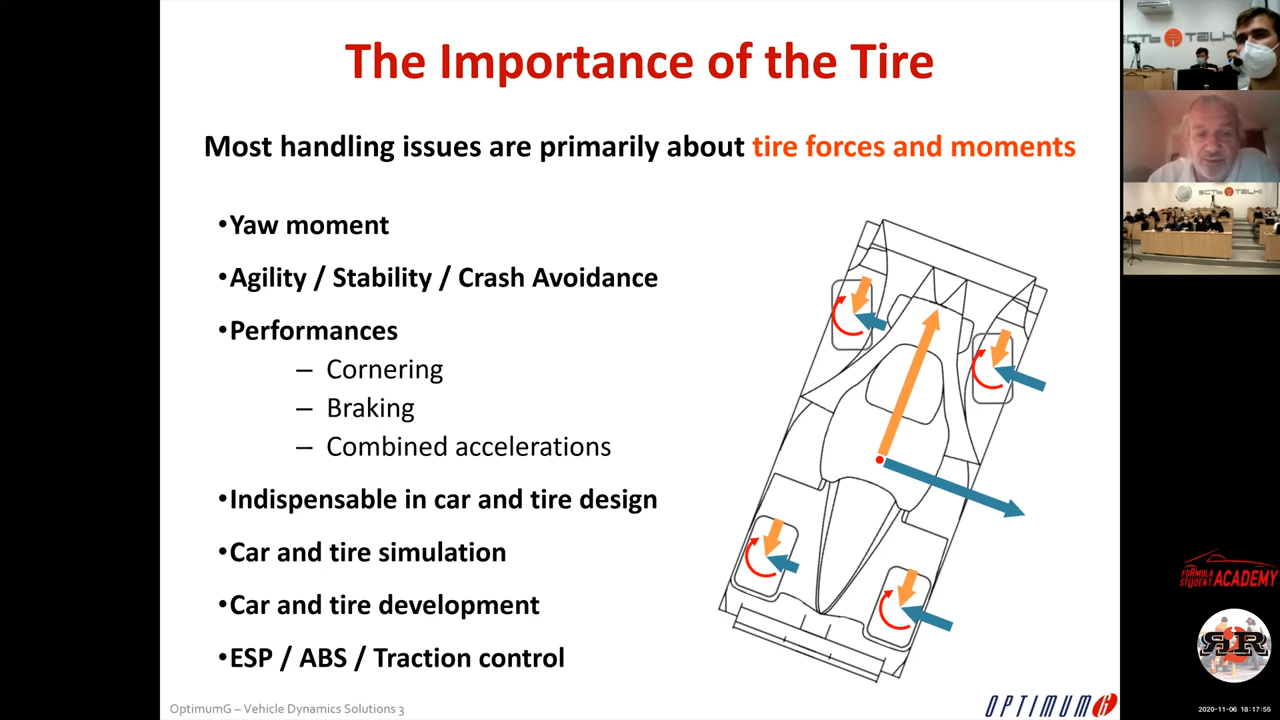 The Importance of the Tire
Most handling issues are primarily about tire forces and moments
•Yaw moment
•Agility / Stability / Crash Avoidance
•Performances
– Cornering
– Braking
– Combined accelerations
•Indispensable in car and tire design
•Car and tire simulation
•Car and tire development
•ESP / ABS / Traction control
OptimumG – Vehicle Dynamics Solutions 3
OPTIMUMG
ЕСТЬ TALK
FORMULA
STUDENT ACADEMY
2020-11-06 18:17:55